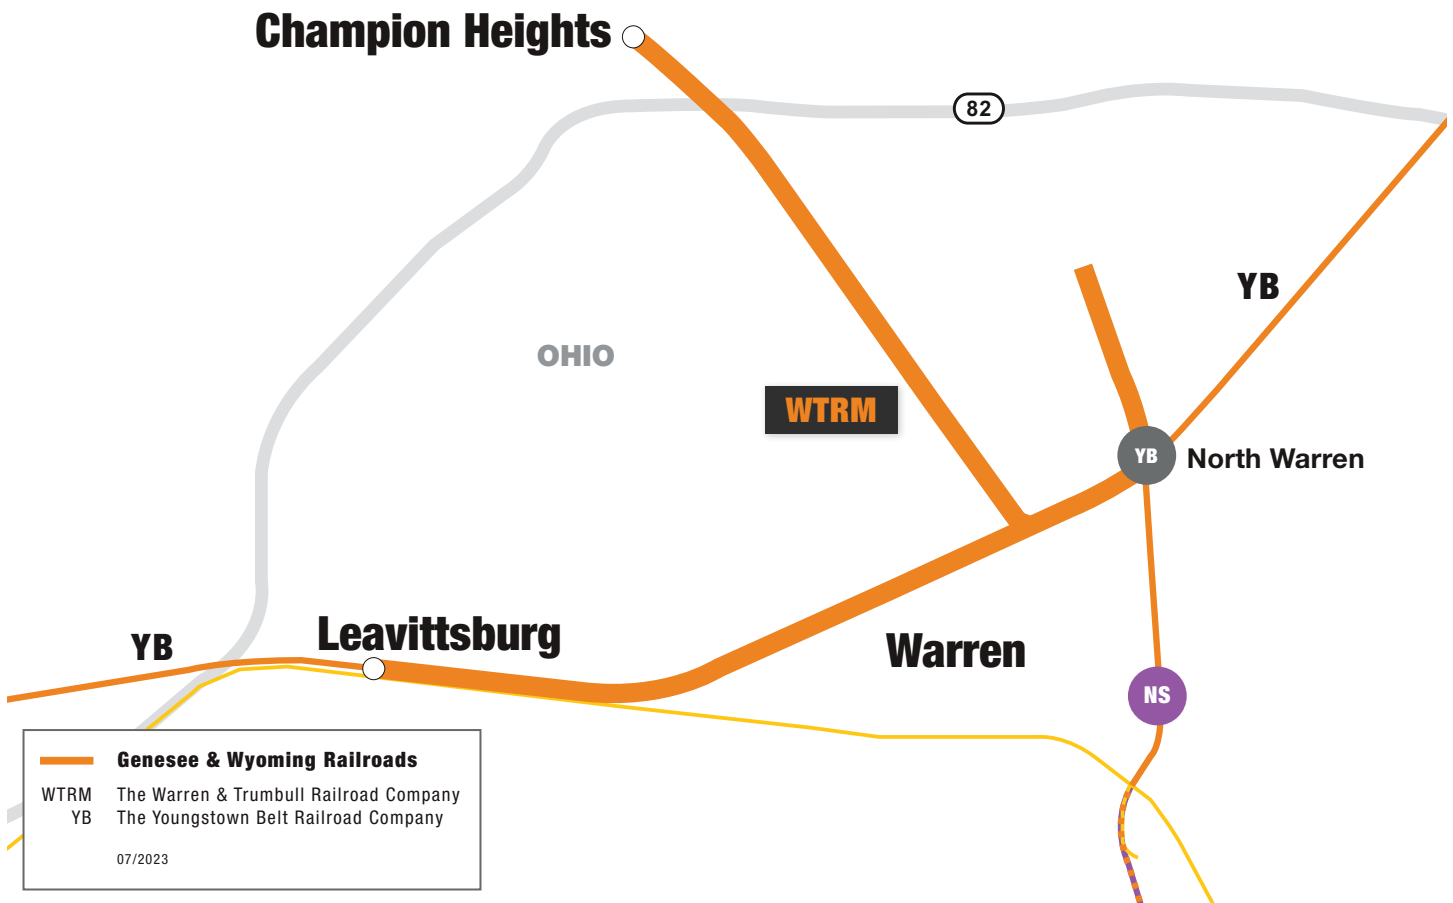 Champion Heights
82
YB
OHIO
WTRM
YB
North Warren
Leavittsburg
YB
Warren
NS
Genesee & Wyoming Railroads
WTRM The Warren & Trumbull Railroad Company
YB The Youngstown Belt Railroad Company
07/2023